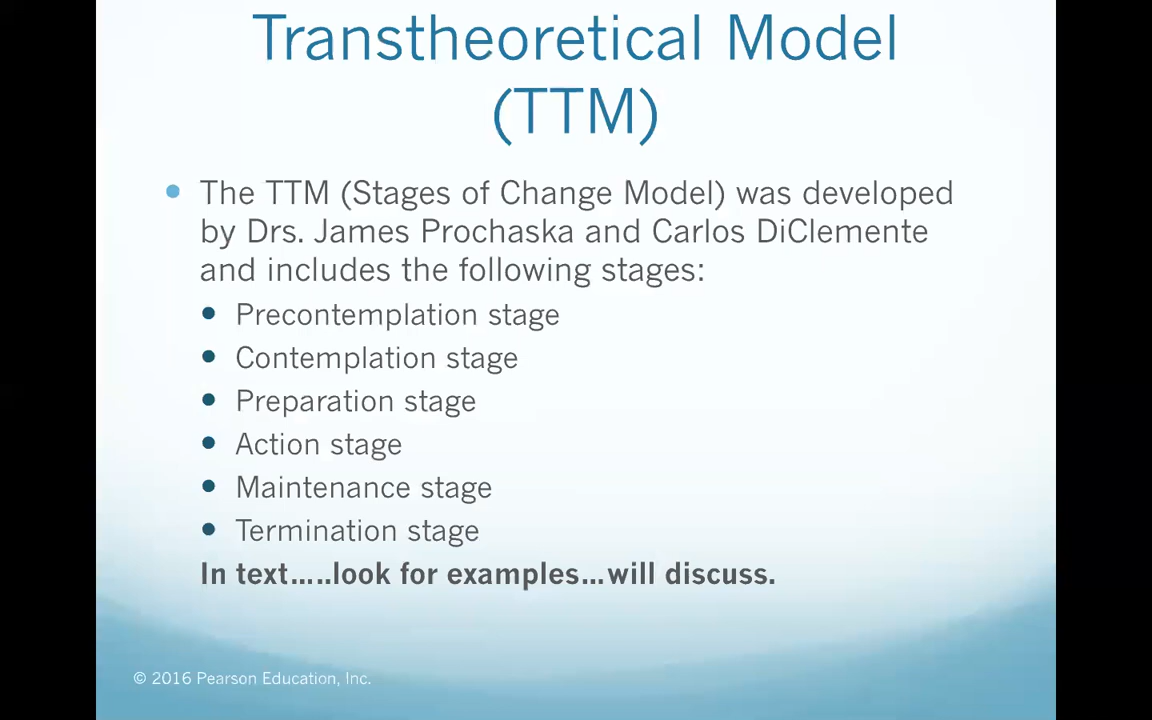 Transtheoretical Model
(TTM)
• The TTM (Stages of Change Model) was developed
by Drs. James Prochaska and Carlos DiClemente
and includes the following stages:
• Precontemplation stage
• Contemplation stage
• Preparation stage
• Action stage
• Maintenance stage
• Termination stage
In text.....look for examples...will discuss.
© 2016 Pearson Education, Inc.